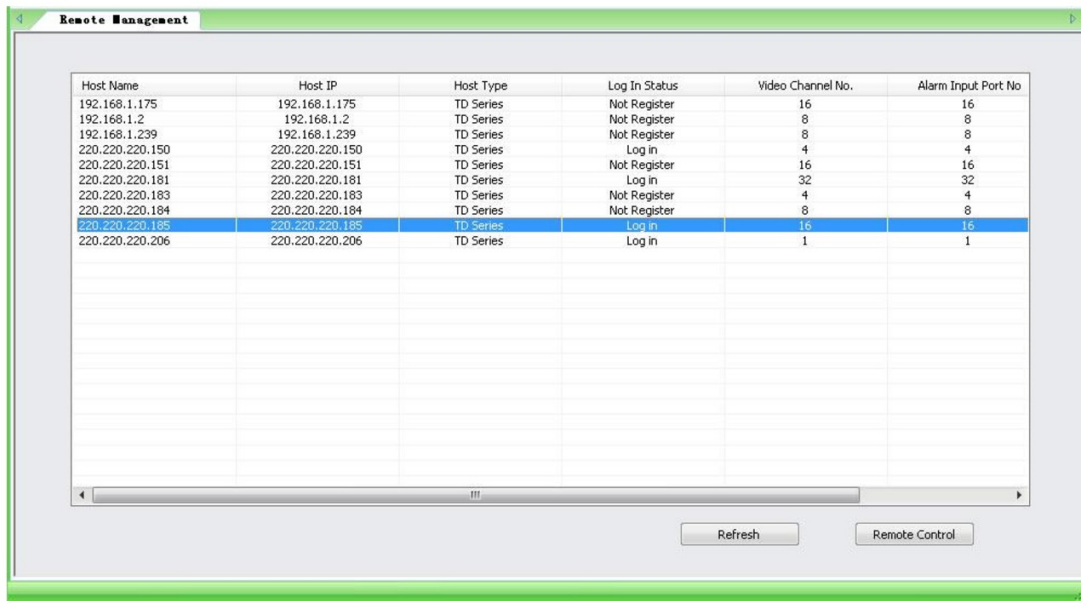 Remote Management
Host Name Host IP Host Type Log In Status Video Channel No. Alarm Input Port No
192.168.1.175 192.168.1.175 TD Series Not Register 16 16
192.168.1.2 192.168.1.2 TD Series Not Register 8 8
192.168.1.239 192.168.1.239 TD Series Not Register 8 8
220.220.220.150 220.220.220.150 TD Series Log in 4 4
220.220.220.151 220.220.220.151 TD Series Not Register 16 16
220.220.220.181 220.220.220.181 TD Series Log in 32 32
220.220.220.183 220.220.220.183 TD Series Not Register 4 4
220.220.220.184 220.220.220.184 TD Series Not Register 8 8
220.220.220.185 220.220.220.185 TD Series Log in 16 16
220.220.220.206 220.220.220.206 TD Series Log in 1 1
Refresh Remote Control